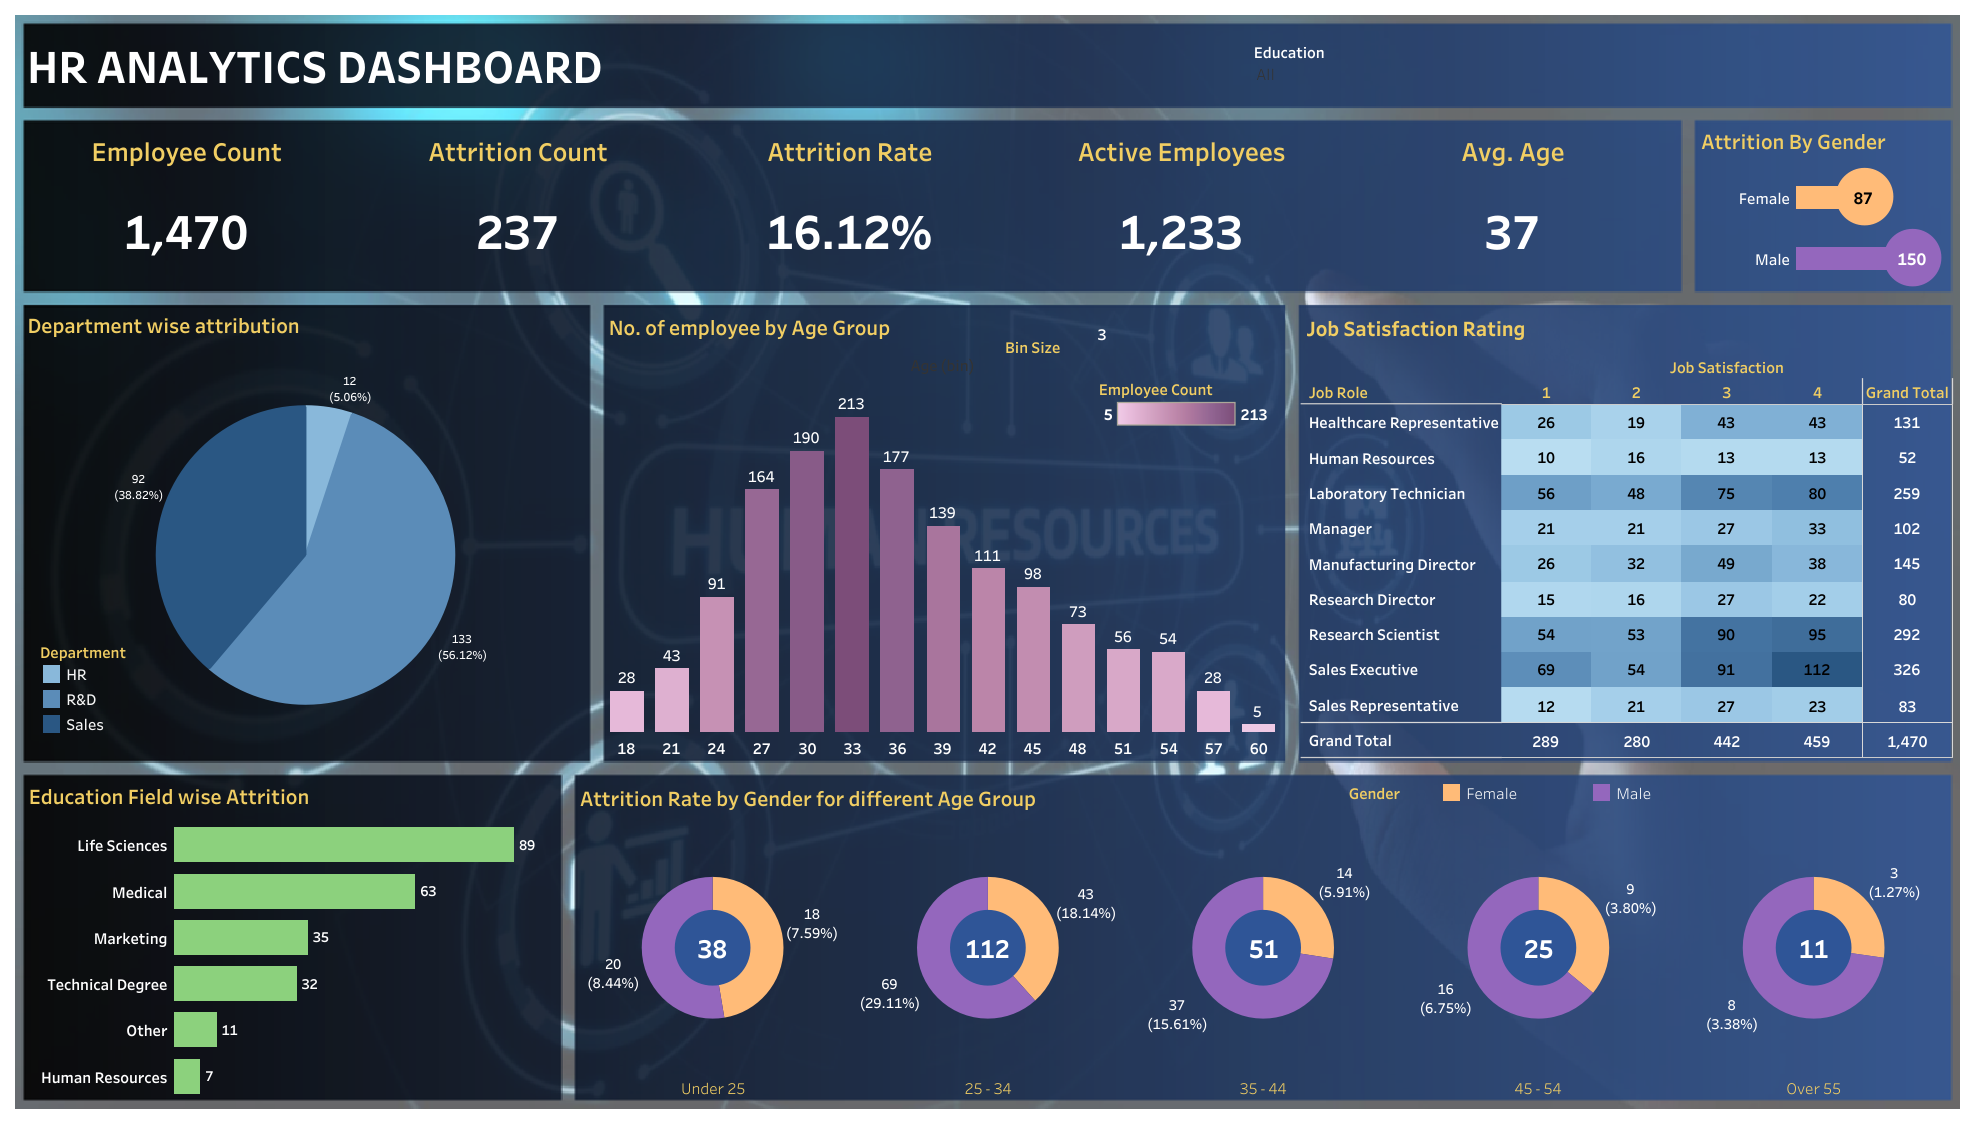 HR ANALYTICS DASHBOARD
Education
All
Employee Count
Attrition Count
Attrition Rate
Active Employees
Avg. Age
1,470
237
16.12%
1,233
37
Attrition By Gender
Female
87
Male
150
Department wise attribution
12
(5.06%)
92
(38.82%)
133
(56.12%)
Department
HR
R&D
Sales
No. of employee by Age Group
Bin Size
3
Employee Count
5
213
28
43
91
164
190
213
177
139
111
98
73
56
54
28
5
18 21 24 27 30 33 36 39 42 45 48 51 54 57 60
HUMAN RESOURCES
Job Satisfaction Rating
Job Satisfaction
Job Role 1 2 3 4 Grand Total
Healthcare Representative 26 19 43 43 131
Human Resources 10 16 13 13 52
Laboratory Technician 56 48 75 80 259
Manager 21 21 27 33 102
Manufacturing Director 26 32 49 38 145
Research Director 15 16 27 22 80
Research Scientist 54 53 90 95 292
Sales Executive 69 54 91 112 326
Sales Representative 12 21 27 23 83
Grand Total 289 280 442 459 1,470
Education Field wise Attrition
Life Sciences 89
Medical 63
Marketing 35
Technical Degree 32
Other 11
Human Resources 7
Attrition Rate by Gender for different Age Group
Gender
Female
Male
18
(7.59%)
38
20
(8.44%)
Under 25
43
(18.14%)
112
69
(29.11%)
25 - 34
14
(5.91%)
51
37
(15.61%)
35 - 44
9
(3.80%)
25
16
(6.75%)
45 - 54
3
(1.27%)
11
8
(3.38%)
Over 55